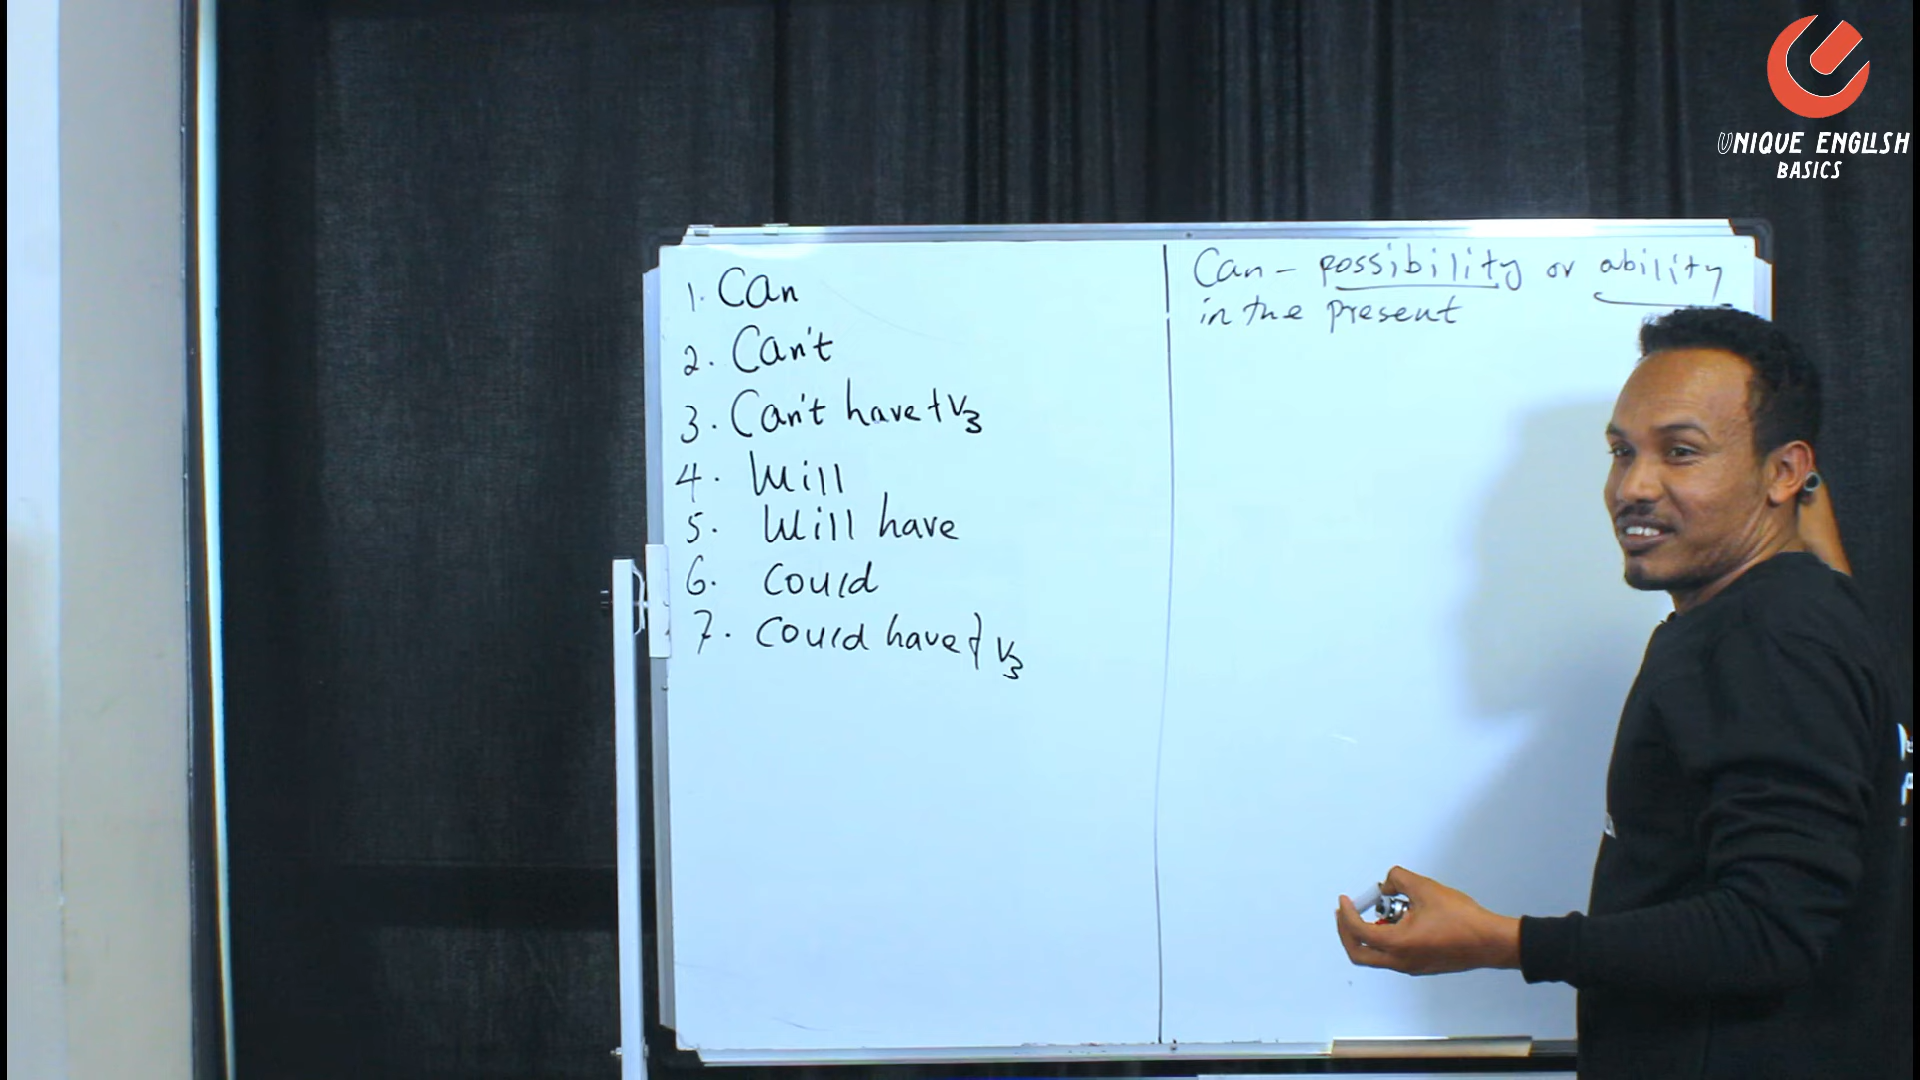 UNIQUE ENGLISH
BASICS
1. Can
2. Can't
3. Can't have + V3
4. Will
5. Will have
6. Could
7. Could have + V3
Can - possibility or ability
in the present